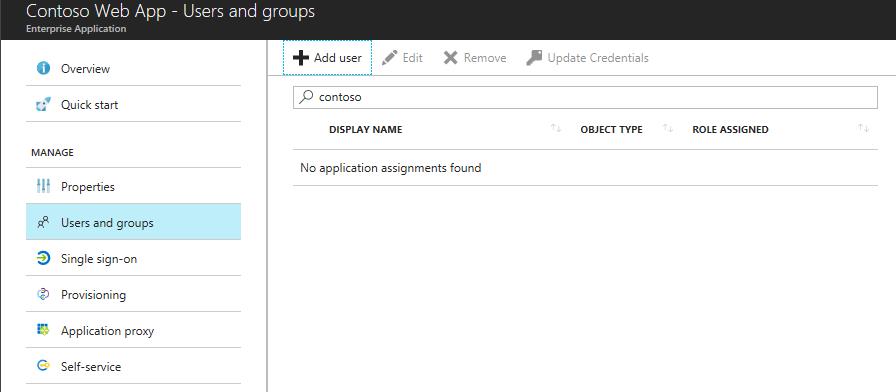 Contoso Web App - Users and groups
Enterprise Application
Overview
Quick start
MANAGE
Properties
Users and groups
Single sign-on
Provisioning
Application proxy
Self-service
Add user Edit Remove Update Credentials
contoso
DISPLAY NAME OBJECT TYPE ROLE ASSIGNED
No application assignments found